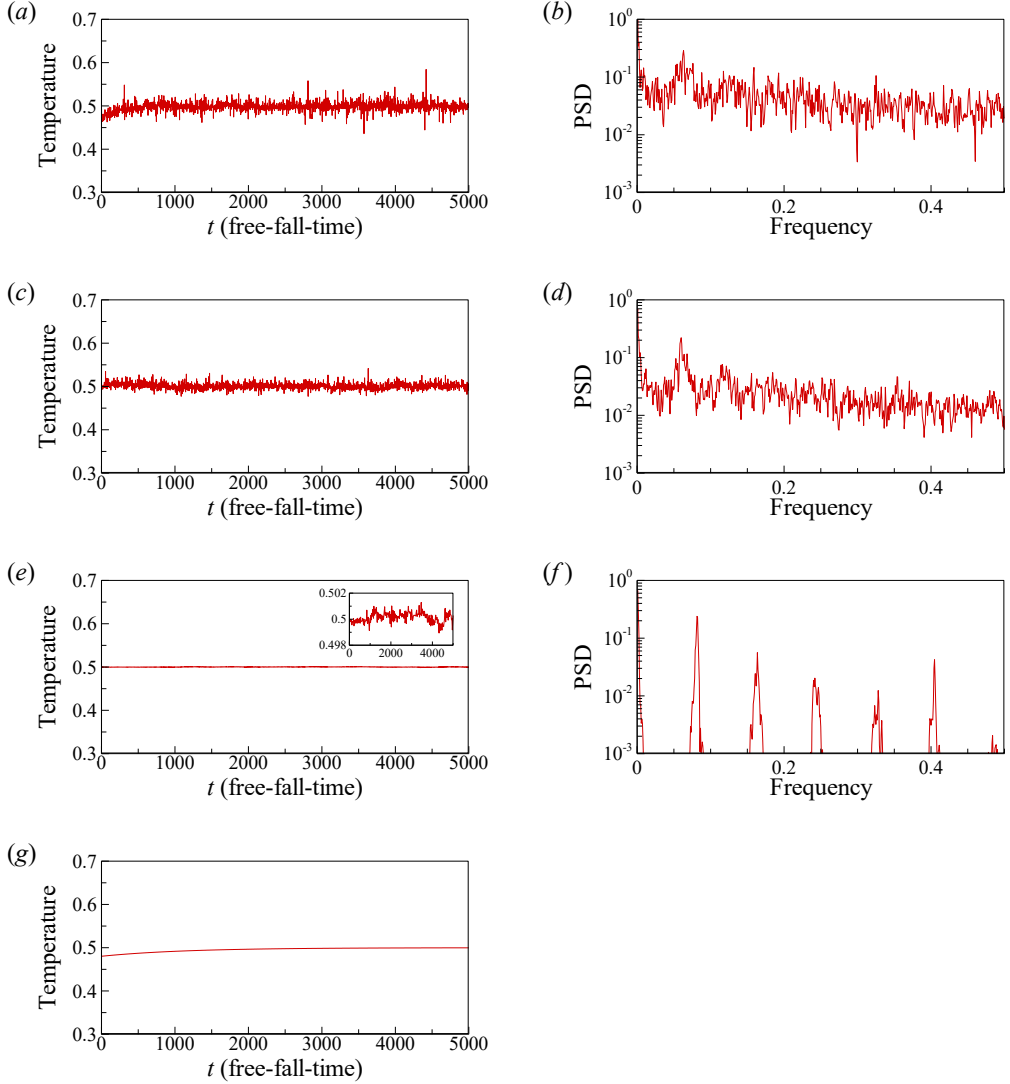 (a)
0.7
0.6
0.5
0.4
0.3
Temperature
0 1000 2000 3000 4000 5000
t (free-fall-time)
(b)
10^0
10^-1
10^-2
10^-3
PSD
0 0.2 0.4
Frequency
(c)
0.7
0.6
0.5
0.4
0.3
Temperature
0 1000 2000 3000 4000 5000
t (free-fall-time)
(d)
10^0
10^-1
10^-2
10^-3
PSD
0 0.2 0.4
Frequency
(e)
0.7
0.6
0.5
0.4
0.3
Temperature
0.502
0.5
0.498
0 2000 4000
0 1000 2000 3000 4000 5000
t (free-fall-time)
(f)
10^0
10^-1
10^-2
10^-3
PSD
0 0.2 0.4
Frequency
(g)
0.7
0.6
0.5
0.4
0.3
Temperature
0 1000 2000 3000 4000 5000
t (free-fall-time)